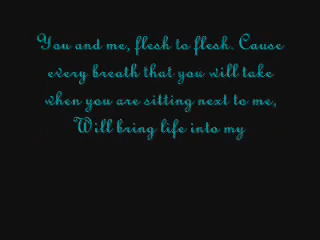 You and me, flesh to flesh. Cause
every breath that you will take
when you are sitting next to me,
Will bring life into my